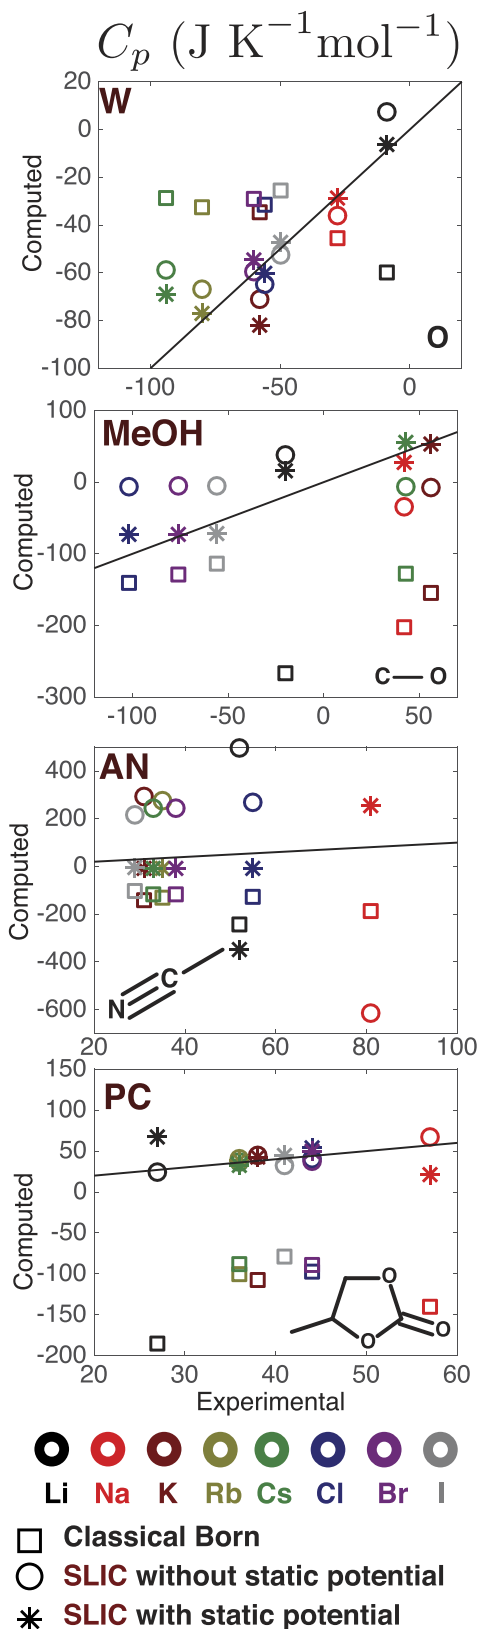 C_p (J K⁻¹mol⁻¹)
W
20
0
-20
-40
-60
-80
-100
Computed
-100 -50 0
O
MeOH
100
0
-100
-200
-300
Computed
-100 -50 0 50
C O
AN
400
200
0
-200
-400
-600
Computed
20 40 60 80 100
N C
PC
150
100
50
0
-50
-100
-150
-200
Computed
O
O
O
20 30 40 50 60
Experimental
Li Na K Rb Cs Cl Br I
Classical Born
SLIC without static potential
SLIC with static potential